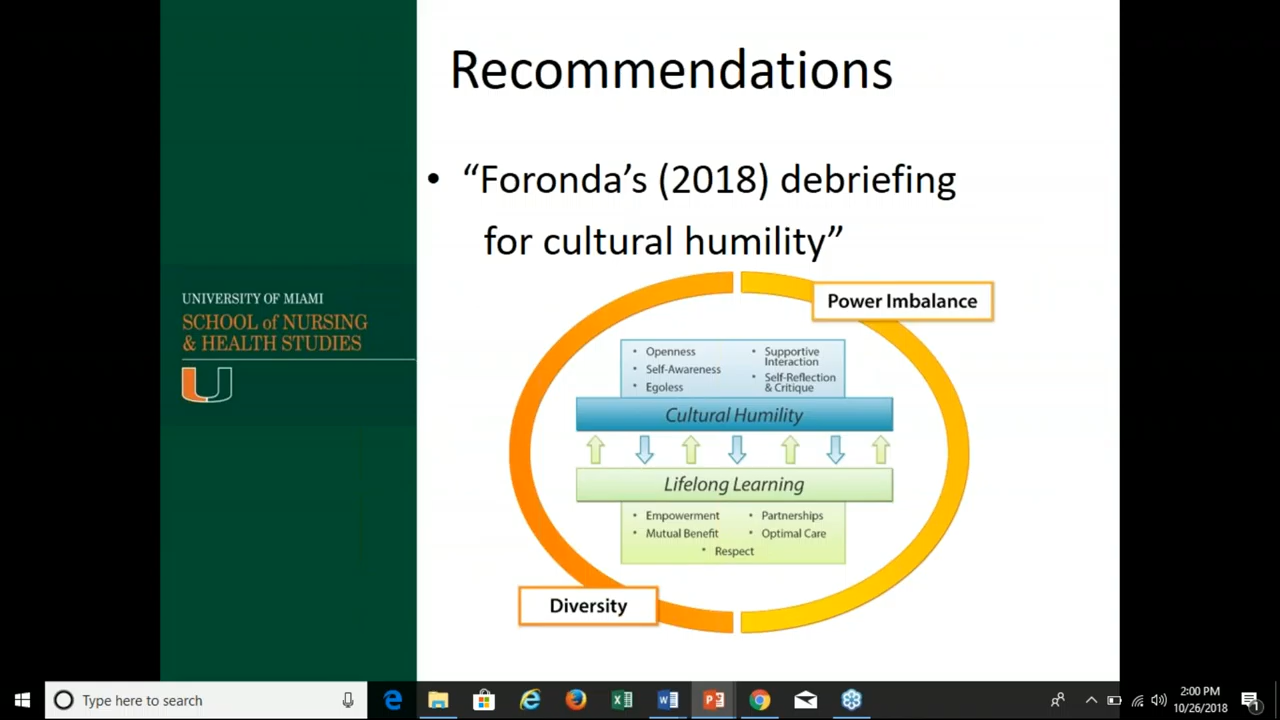 Recommendations
• “Foronda’s (2018) debriefing
for cultural humility”
UNIVERSITY OF MIAMI
SCHOOL of NURSING
& HEALTH STUDIES
Power Imbalance
• Openness
• Self-Awareness
• Egoless
• Supportive
Interaction
• Self-Reflection
& Critique
Cultural Humility
Lifelong Learning
• Empowerment
• Mutual Benefit
• Partnerships
• Optimal Care
• Respect
Diversity
Type here to search
2:00 PM
10/26/2018
1